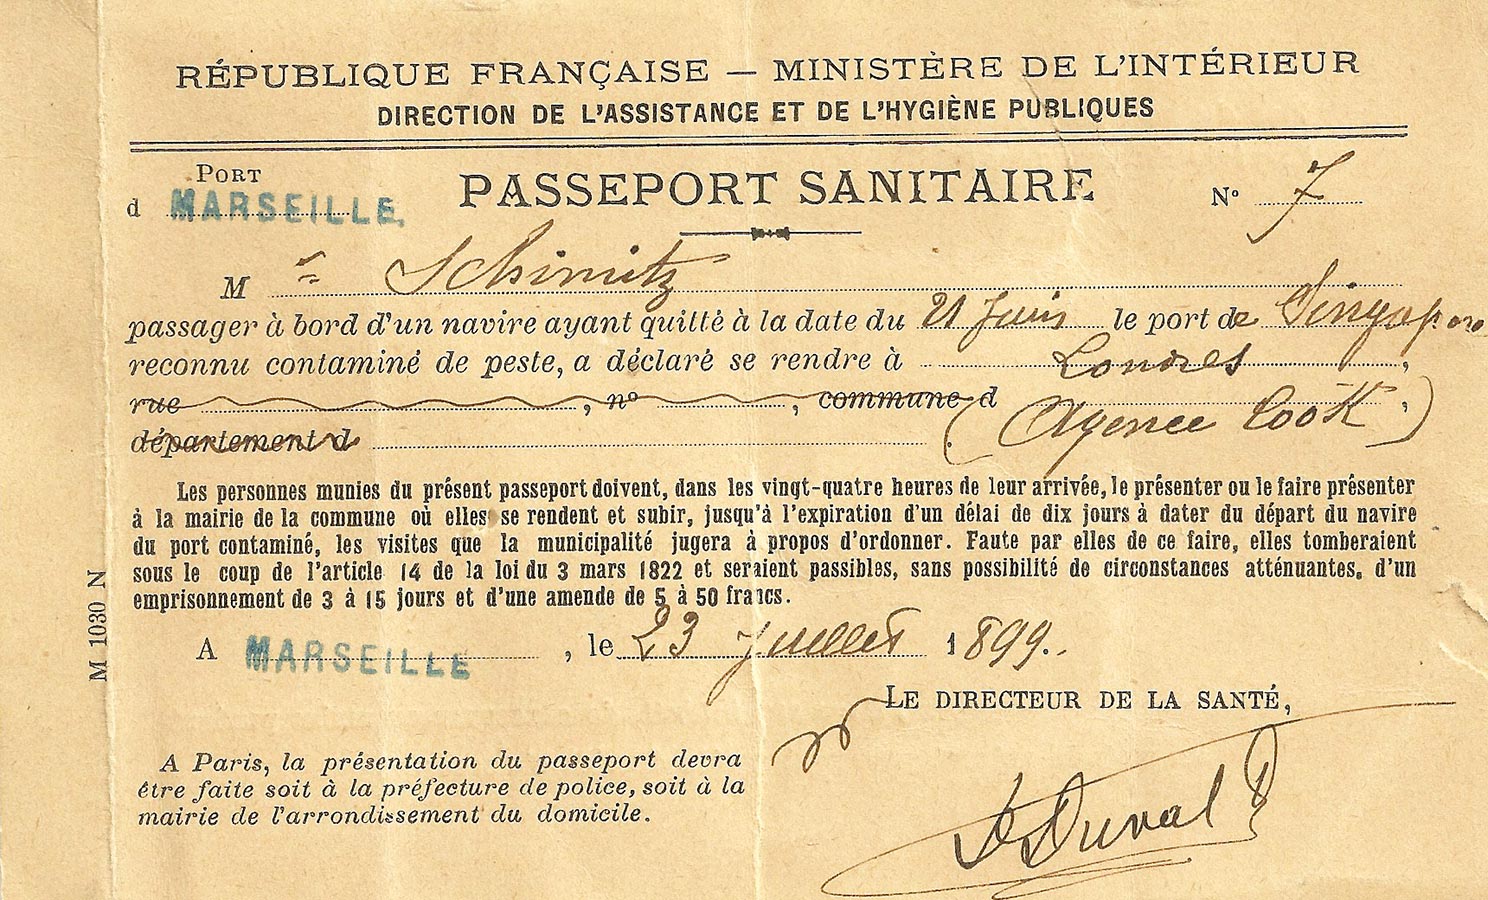 RÉPUBLIQUE FRANÇAISE — MINISTÈRE DE L'INTÉRIEUR
DIRECTION DE L'ASSISTANCE ET DE L'HYGIÈNE PUBLIQUES
PORT
d MARSEILLE.
PASSEPORT SANITAIRE
N° 7
M r Schimitz
passager à bord d'un navire ayant quitté à la date du 21 Juin le port de Singapore
reconnu contaminé de peste, a déclaré se rendre à Londres,
rue, n°, commune d,
département d (Agence Cook)
Les personnes munies du présent passeport doivent, dans les vingt-quatre heures de leur arrivée, le présenter ou le faire présenter
à la mairie de la commune où elles se rendent et subir, jusqu'à l'expiration d'un délai de dix jours à dater du départ du navire
du port contaminé, les visites que la municipalité jugera à propos d'ordonner. Faute par elles de ce faire, elles tomberaient
sous le coup de l'article 14 de la loi du 3 mars 1822 et seraient passibles, sans possibilité de circonstances atténuantes, d'un
emprisonnement de 3 à 15 jours et d'une amende de 5 à 50 francs.
A MARSEILLE, le 23 Juillet 1899.
LE DIRECTEUR DE LA SANTÉ,
A Paris, la présentation du passeport devra
être faite soit à la préfecture de police, soit à la
mairie de l'arrondissement du domicile.
Duval
M 1030 N